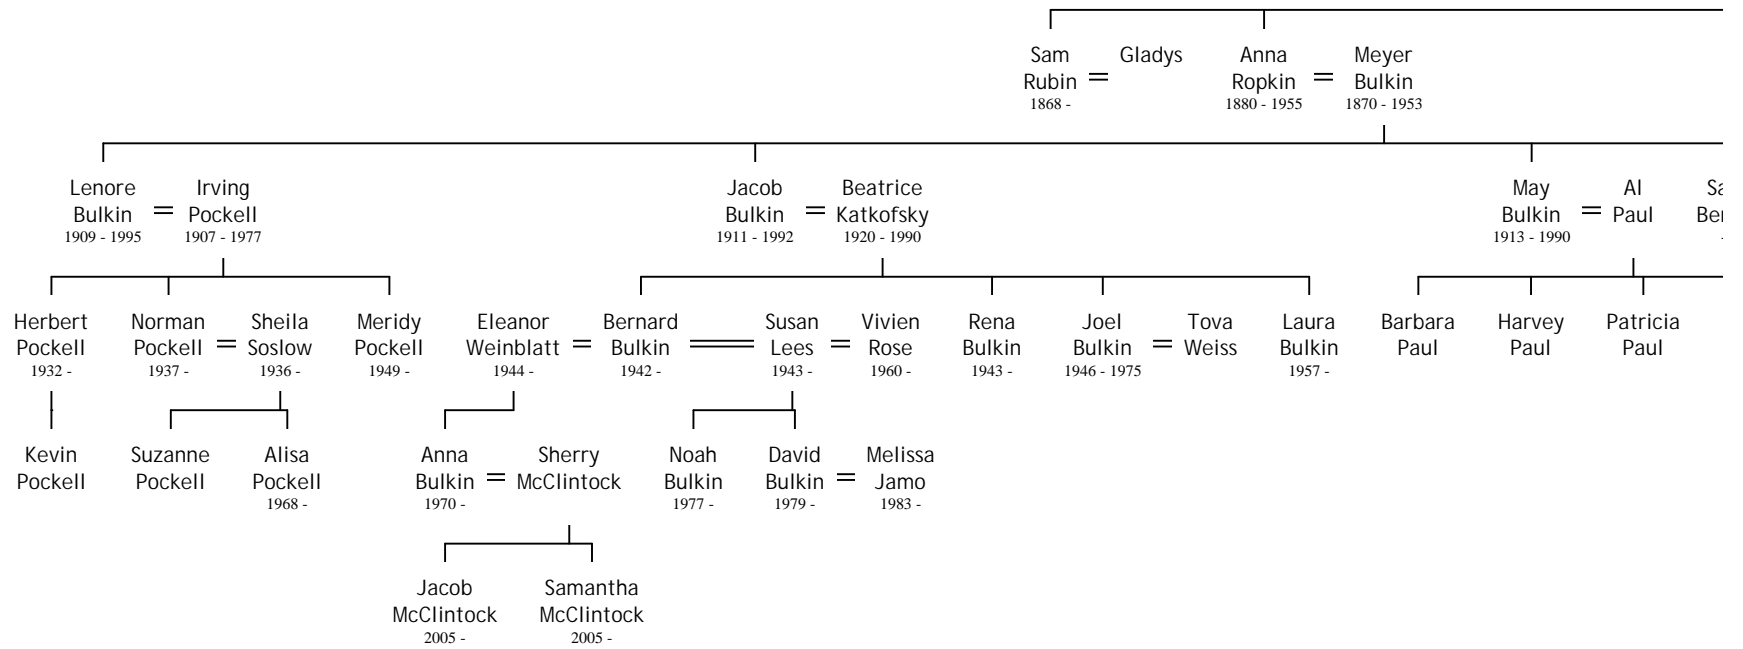 Sam Rubin 1868 -
Gladys
Anna Ropkin 1880 - 1955
Meyer Bulkin 1870 - 1953
Lenore Bulkin 1909 - 1995
Irving Pockell 1907 - 1977
Jacob Bulkin 1911 - 1992
Beatrice Katkofsky 1920 - 1990
May Bulkin 1913 - 1990
Al Paul
Herbert Pockell 1932 -
Norman Pockell 1937 -
Sheila Soslow 1936 -
Meridy Pockell 1949 -
Eleanor Weinblatt 1944 -
Bernard Bulkin 1942 -
Susan Lees 1943 -
Vivien Rose 1960 -
Rena Bulkin 1943 -
Joel Bulkin 1946 - 1975
Tova Weiss
Laura Bulkin 1957 -
Barbara Paul
Harvey Paul
Patricia Paul
Kevin Pockell
Suzanne Pockell
Alisa Pockell 1968 -
Anna Bulkin 1970 -
Sherry McClintock
Noah Bulkin 1977 -
David Bulkin 1979 -
Melissa Jamo 1983 -
Jacob McClintock 2005 -
Samantha McClintock 2005 -